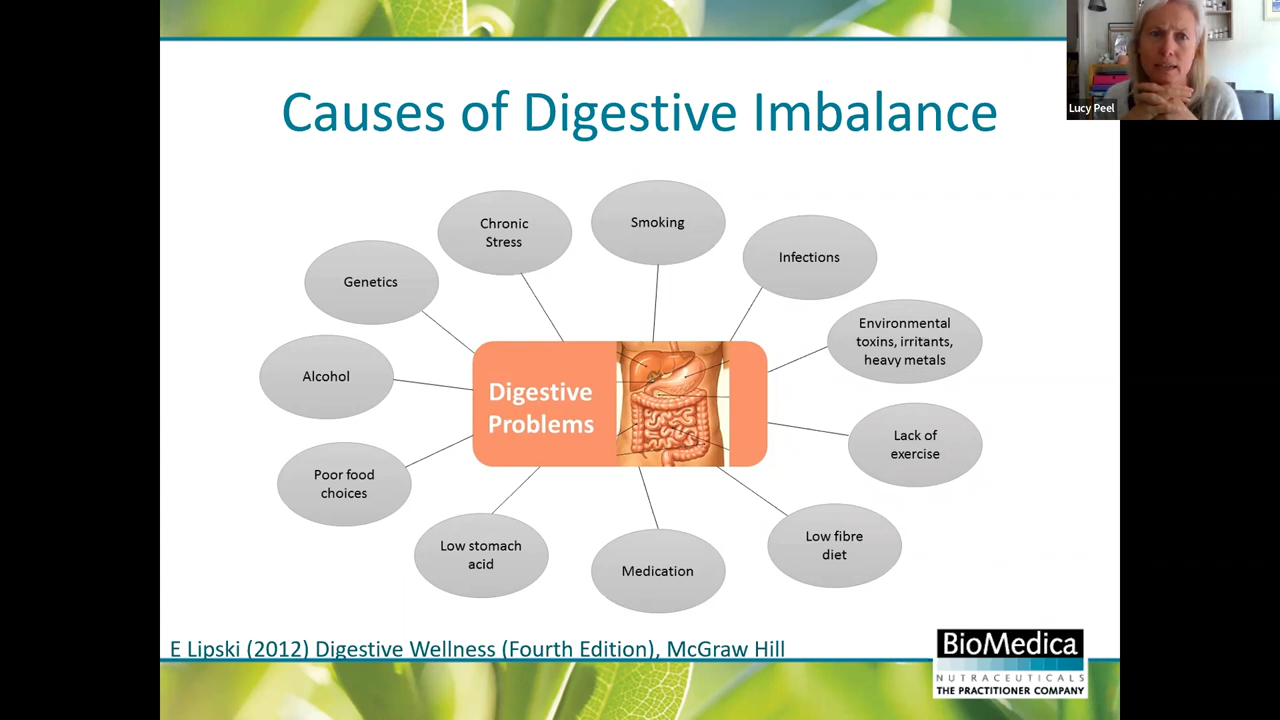 Lucy Peel
Causes of Digestive Imbalance
Chronic
Stress
Smoking
Infections
Genetics
Environmental
toxins, irritants,
heavy metals
Alcohol
Digestive
Problems
Lack of
exercise
Poor food
choices
Low stomach
acid
Medication
Low fibre
diet
E Lipski (2012) Digestive Wellness (Fourth Edition), McGraw Hill
BioMedica
NUTRACEUTICALS
THE PRACTITIONER COMPANY